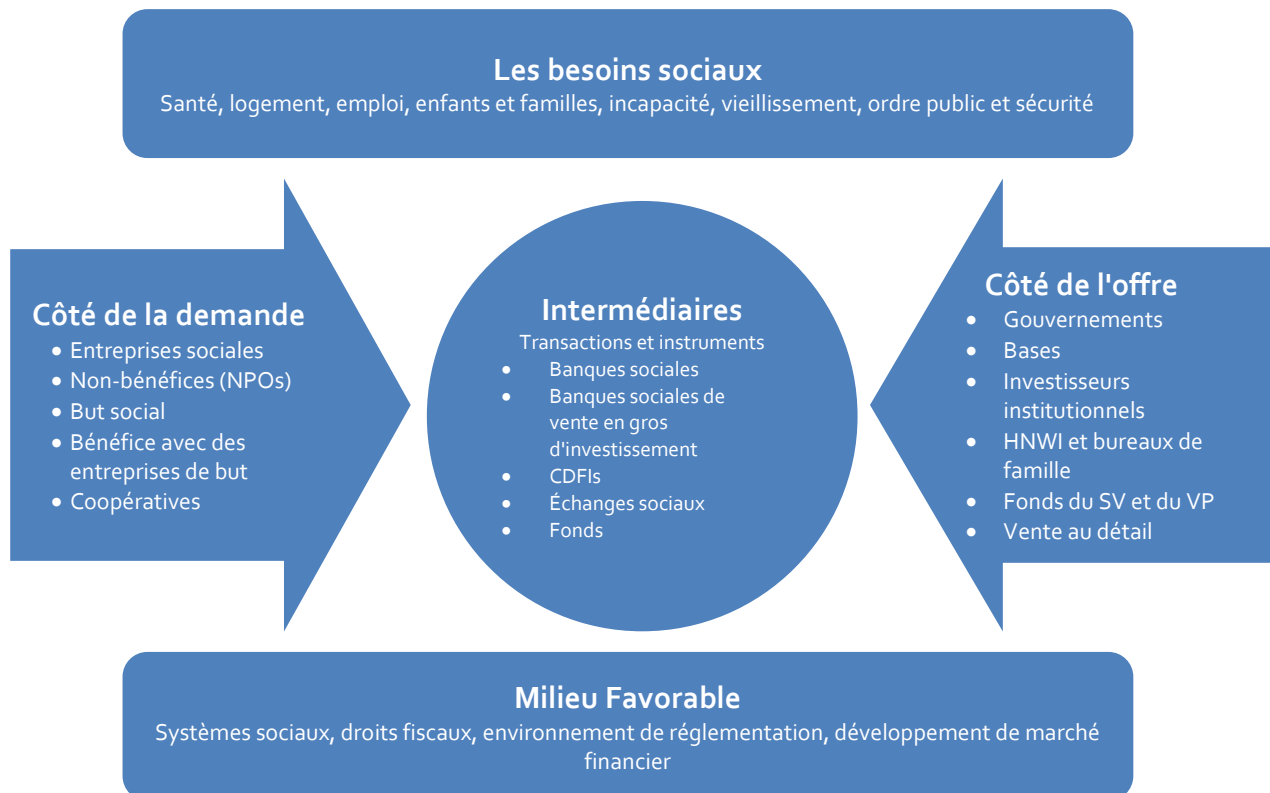 Les besoins sociaux
Santé, logement, emploi, enfants et familles, incapacité, vieillissement, ordre public et sécurité
Côté de la demande
• Entreprises sociales
• Non-bénéfices (NPOs)
• But social
• Bénéfice avec des
entreprises de but
• Coopératives
Intermédiaires
Transactions et instruments
• Banques sociales
• Banques sociales de
vente en gros
d'investissement
• CDFIs
• Échanges sociaux
• Fonds
Côté de l'offre
• Gouvernements
• Bases
• Investisseurs
institutionnels
• HNWI et bureaux de
famille
• Fonds du SV et du VP
• Vente au détail
Milieu Favorable
Systèmes sociaux, droits fiscaux, environnement de réglementation, développement de marché
financier